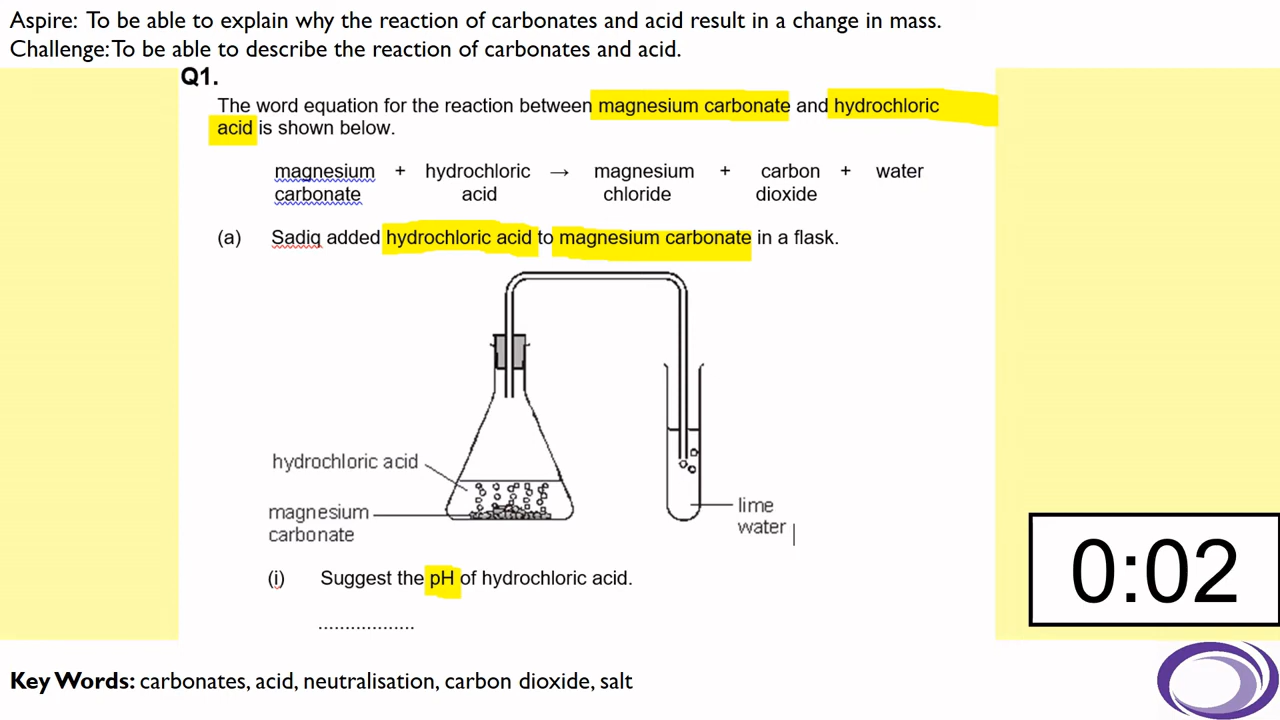 Aspire: To be able to explain why the reaction of carbonates and acid result in a change in mass.
Challenge: To be able to describe the reaction of carbonates and acid.
Q1.
The word equation for the reaction between magnesium carbonate and hydrochloric
acid is shown below.
magnesium + hydrochloric → magnesium + carbon + water
carbonate acid chloride dioxide
(a) Sadiq added hydrochloric acid to magnesium carbonate in a flask.
hydrochloric acid
magnesium
carbonate
lime
water
(i) Suggest the pH of hydrochloric acid.
..................
0:02
Key Words: carbonates, acid, neutralisation, carbon dioxide, salt